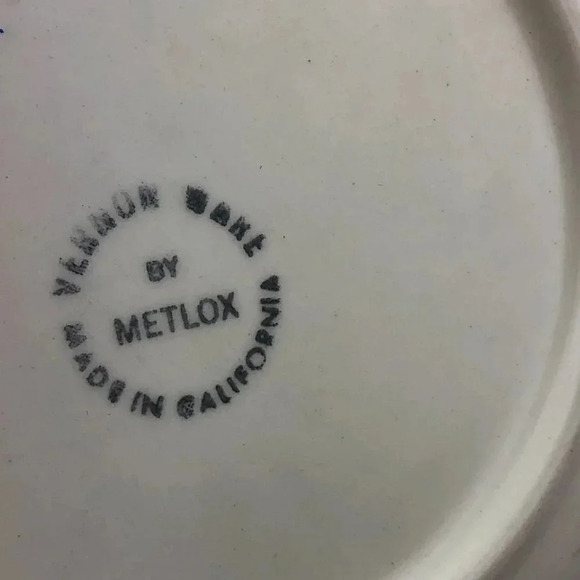 VERNON WARE
BY
METLOX
MADE IN CALIFORNIA